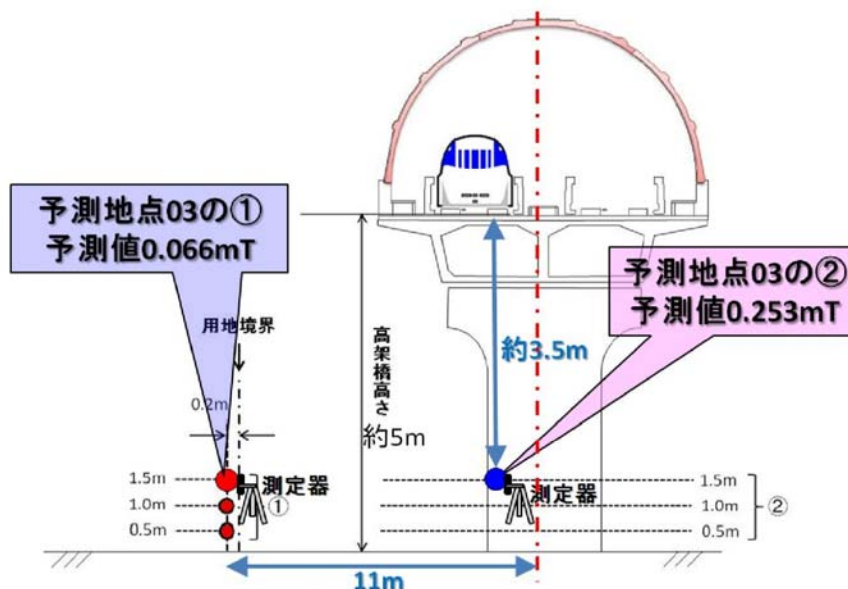 予測地点03の①
予測値0.066mT
予測地点03の②
予測値0.253mT
用地境界
高架橋高さ
約5m
約3.5m
0.2m
1.5m
1.0m
0.5m
測定器
①
測定器
1.5m
1.0m
0.5m
②
11m